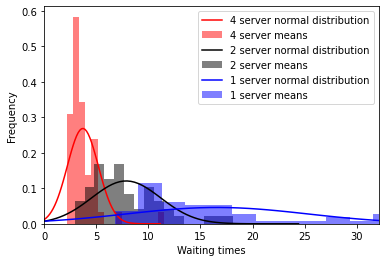 4 server normal distribution
4 server means
2 server normal distribution
2 server means
1 server normal distribution
1 server means
Frequency
0.6
0.5
0.4
0.3
0.2
0.1
0.0
0 5 10 15 20 25 30
Waiting times